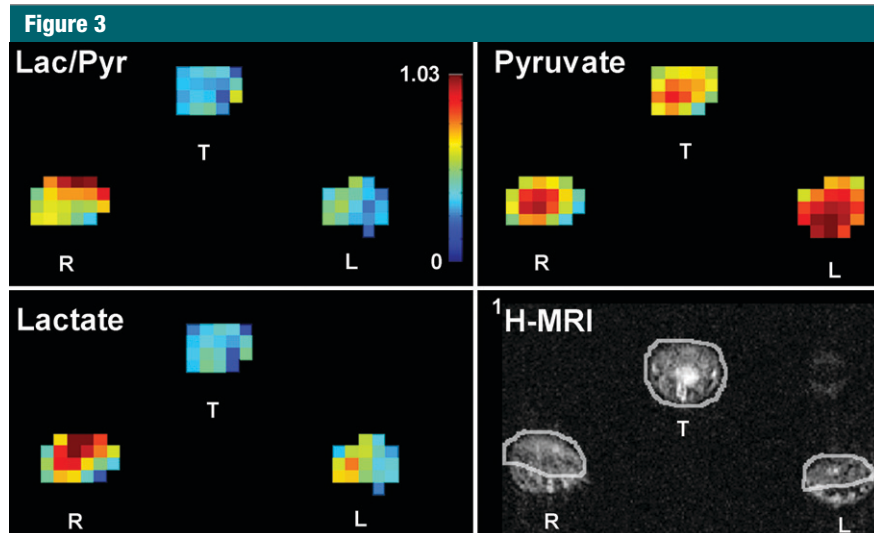 Figure 3
Lac/Pyr
1.03
T
R
L
0
Pyruvate
T
R
L
Lactate
T
R
L
1H-MRI
T
R
L